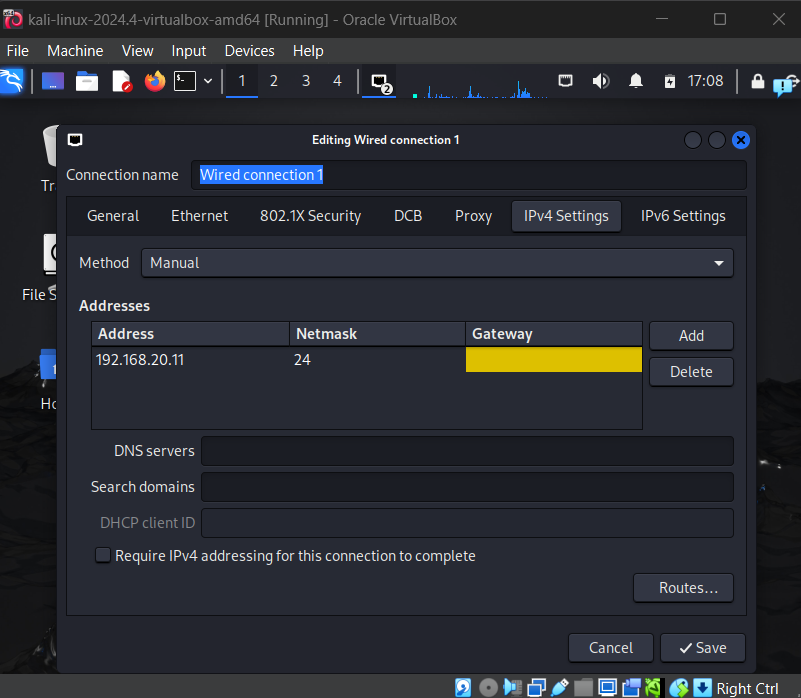 kali-linux-2024.4-virtualbox-amd64 [Running] - Oracle VirtualBox
File Machine View Input Devices Help
1 2 3 4 2 17:08
Editing Wired connection 1
Connection name Wired connection 1
General Ethernet 802.1X Security DCB Proxy IPv4 Settings IPv6 Settings
Method Manual
Addresses
Address Netmask Gateway
192.168.20.11 24
Add
Delete
DNS servers
Search domains
DHCP client ID
Require IPv4 addressing for this connection to complete
Routes...
Cancel Save
Tr
File S
Ho
Right Ctrl